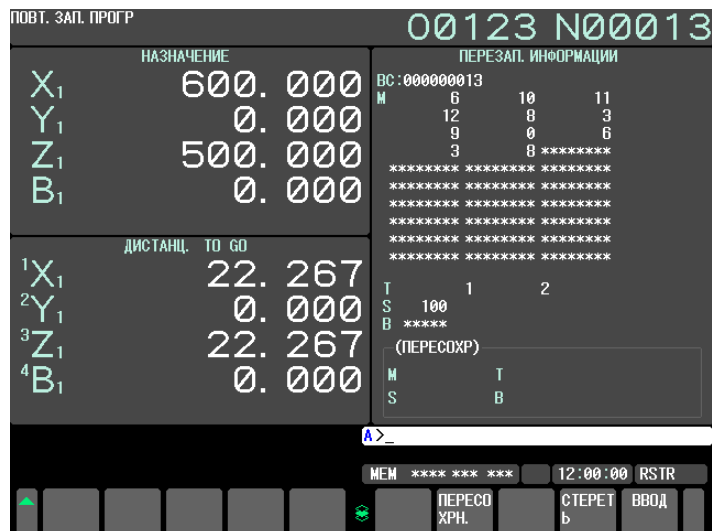 ПОВТ. ЗАП. ПРОГР
O0123 N00013
НАЗНАЧЕНИЕ
X1 600. 000
Y1 0. 000
Z1 500. 000
B1 0. 000
ДИСТАНЦ. TO GO
1X1 22. 267
2Y1 0. 000
3Z1 22. 267
4B1 0. 000
ПЕРЕЗАП. ИНФОРМАЦИИ
BC:000000013
M 6 10 11
12 8 3
9 0 6
3 8 ********
******** ******** ********
******** ******** ********
******** ******** ********
******** ******** ********
******** ******** ********
******** ******** ********
T 1 2
S 100
B *****
(ПЕРЕСОХР)
M T
S B
A>_
MEM **** *** *** 12:00:00 RSTR
ПЕРЕСО
ХРН.
СТЕРЕТ
Ь
ВВОД